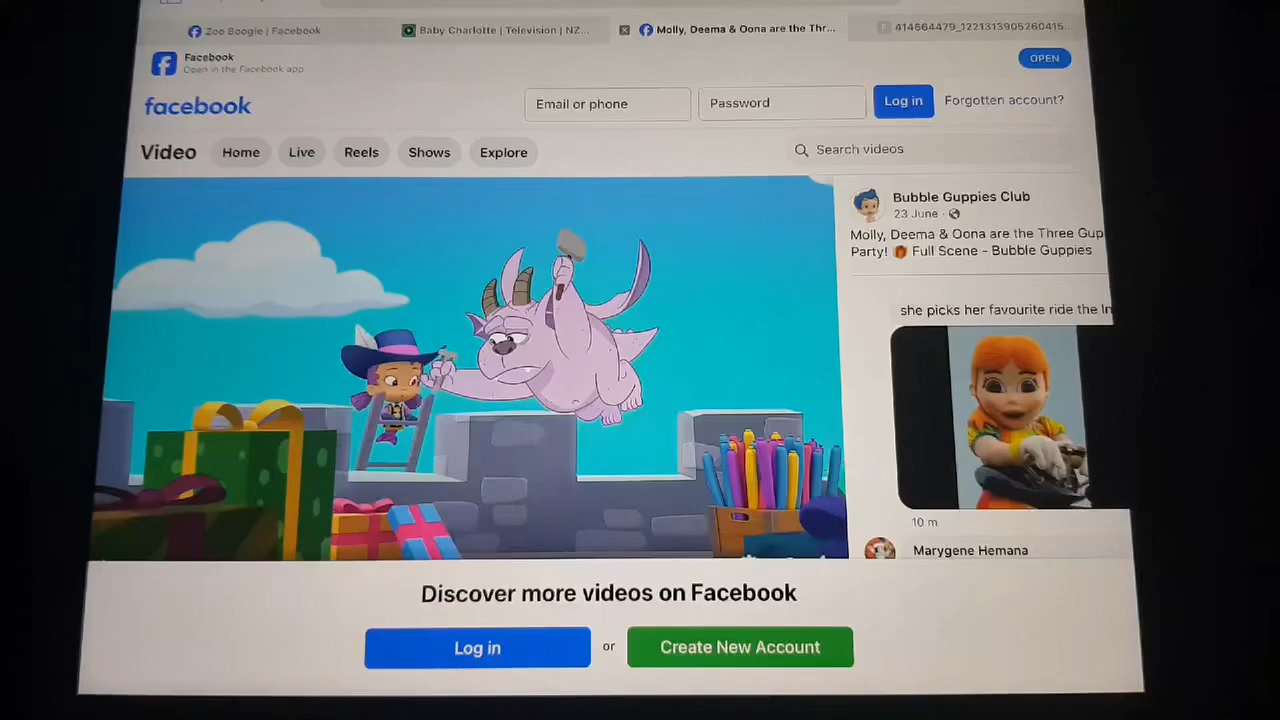 Zoo Boogie | Facebook
Baby Charlotte | Television | NZ...
Molly, Deema & Oona are the Thr...
414664479_1221313905260415...
Facebook
Open in the Facebook app
OPEN
facebook
Email or phone
Password
Log in
Forgotten account?
Video
Home
Live
Reels
Shows
Explore
Search videos
Bubble Guppies Club
23 June ·
Molly, Deema & Oona are the Three Gup
Party! 🎁 Full Scene - Bubble Guppies
she picks her favourite ride the In
10 m
Marygene Hemana
Discover more videos on Facebook
Log in
or
Create New Account